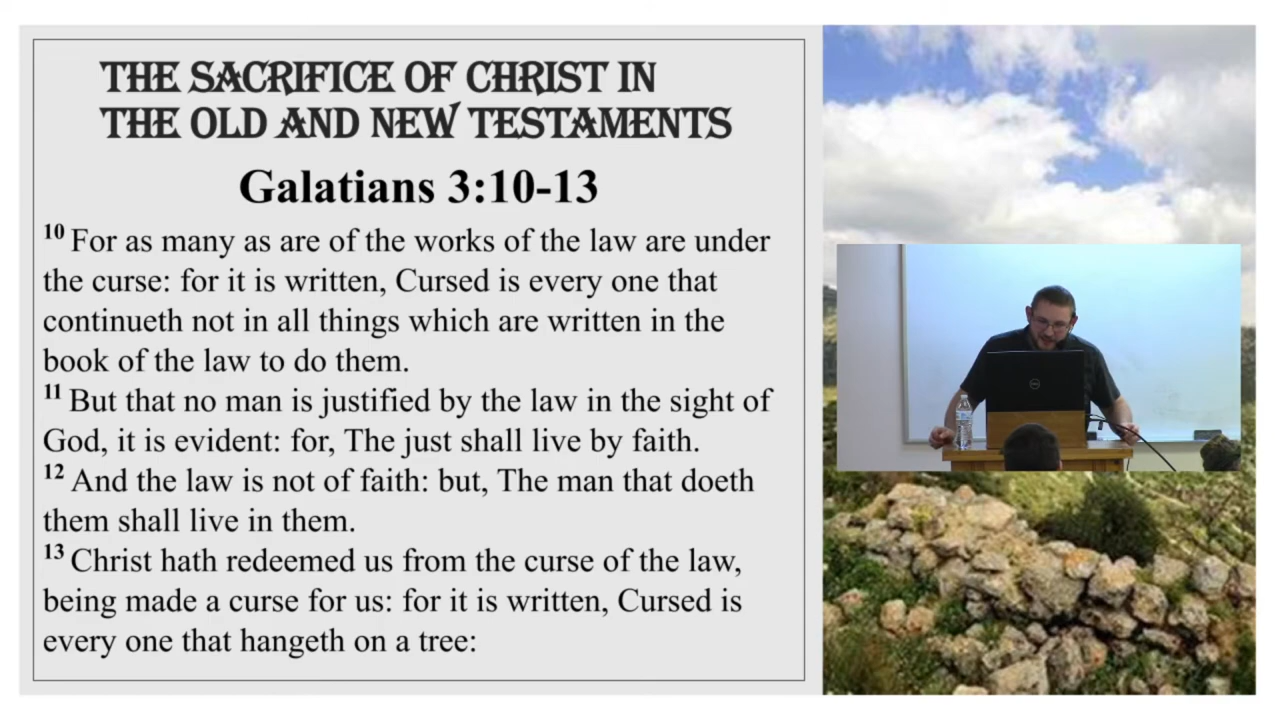 THE SACRIFICE OF CHRIST IN
THE OLD AND NEW TESTAMENTS
Galatians 3:10-13
10 For as many as are of the works of the law are under
the curse: for it is written, Cursed is every one that
continueth not in all things which are written in the
book of the law to do them.
11 But that no man is justified by the law in the sight of
God, it is evident: for, The just shall live by faith.
12 And the law is not of faith: but, The man that doeth
them shall live in them.
13 Christ hath redeemed us from the curse of the law,
being made a curse for us: for it is written, Cursed is
every one that hangeth on a tree: